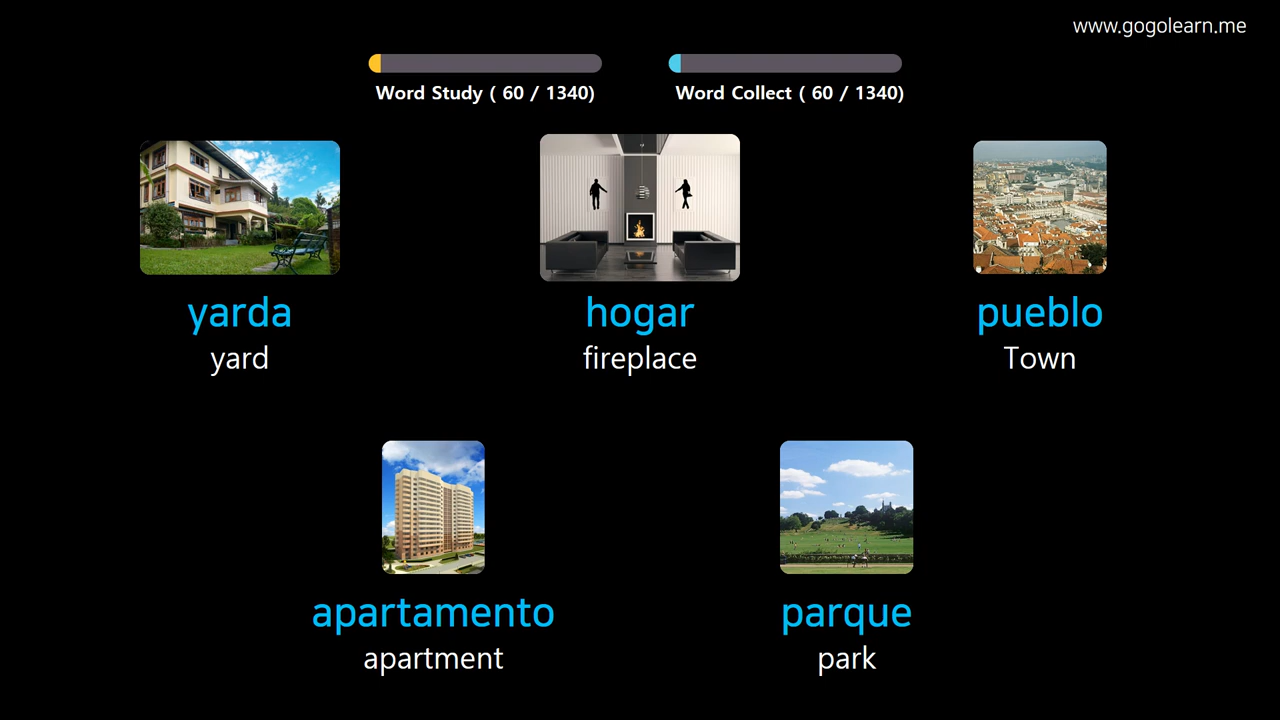 www.gogolearn.me
Word Study ( 60 / 1340)
Word Collect ( 60 / 1340)
yarda
yard
hogar
fireplace
pueblo
Town
apartamento
apartment
parque
park